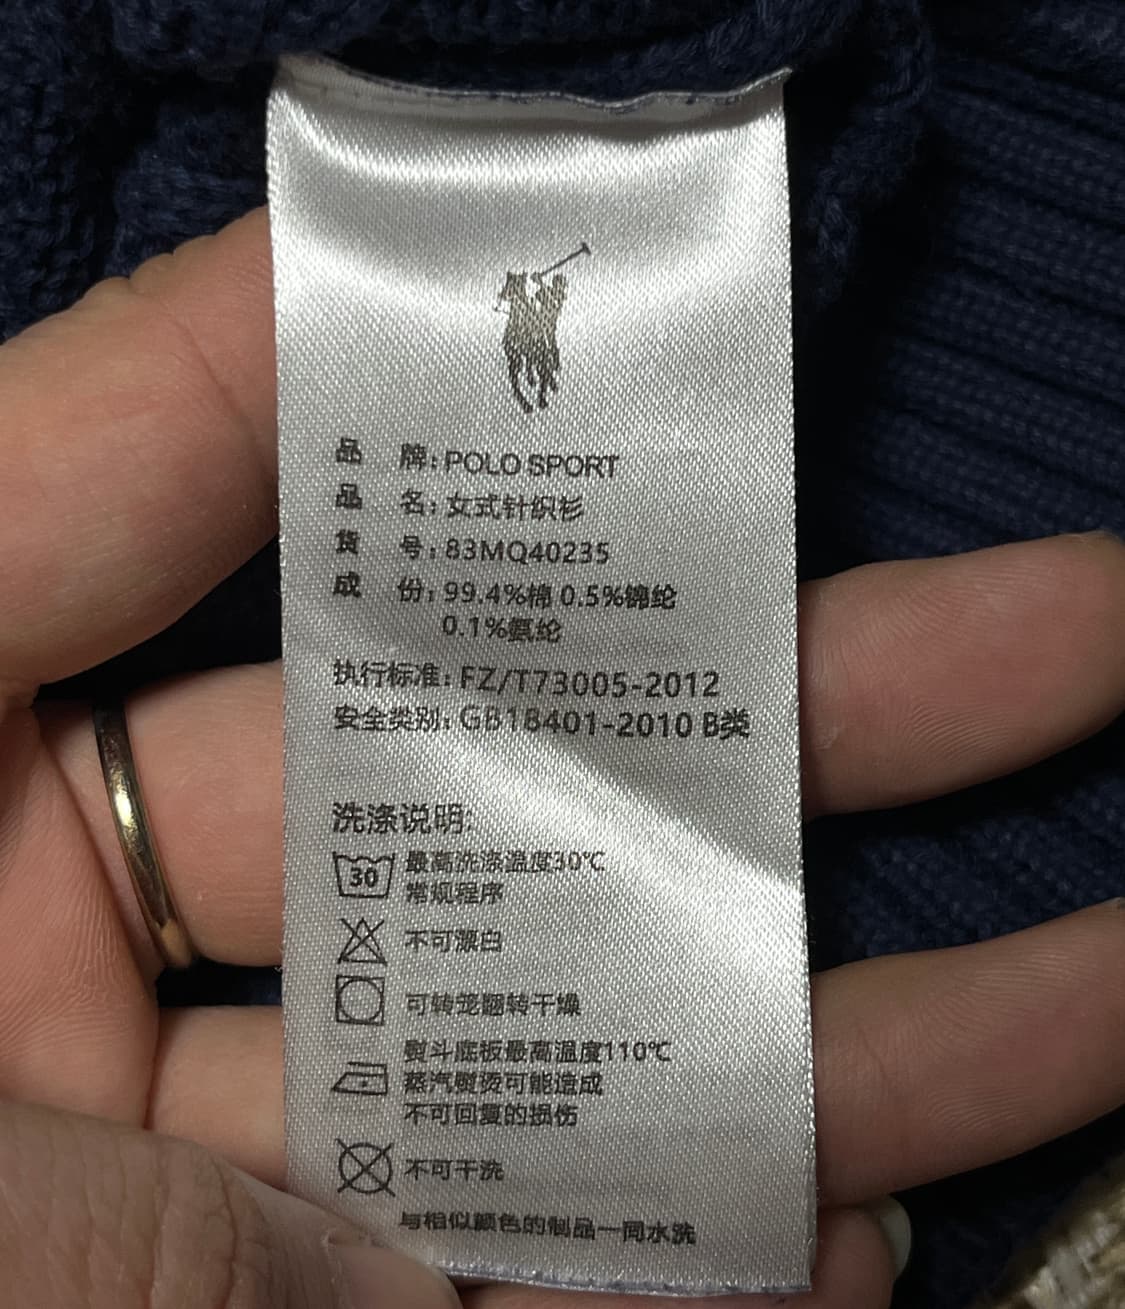 品 牌: POLO SPORT
品 名: 女式针织衫
货 号: 83MQ40235
成 份: 99.4%棉 0.5%锦纶
0.1%氨纶
执行标准: FZ/T73005-2012
安全类别: GB18401-2010 B类
洗涤说明:
30 最高洗涤温度30℃
常规程序
不可漂白
可转笼翻转干燥
熨斗底板最高温度110℃
蒸汽熨烫可能造成
不可回复的损伤
不可干洗
与相似颜色的制品一同水洗